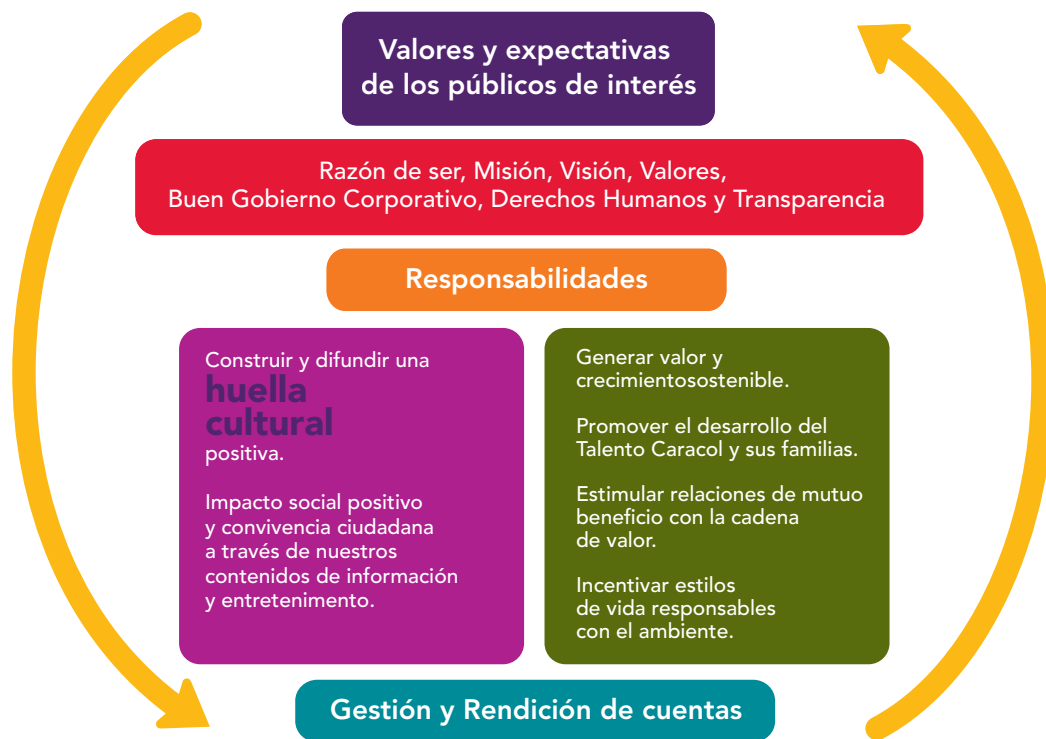 Valores y expectativas
de los públicos de interés
Razón de ser, Misión, Visión, Valores,
Buen Gobierno Corporativo, Derechos Humanos y Transparencia
Responsabilidades
Construir y difundir una
huella
cultural
positiva.
Impacto social positivo
y convivencia ciudadana
a través de nuestros
contenidos de información
y entretenimento.
Generar valor y
crecimientosostenible.
Promover el desarrollo del
Talento Caracol y sus familias.
Estimular relaciones de mutuo
beneficio con la cadena
de valor.
Incentivar estilos
de vida responsables
con el ambiente.
Gestión y Rendición de cuentas